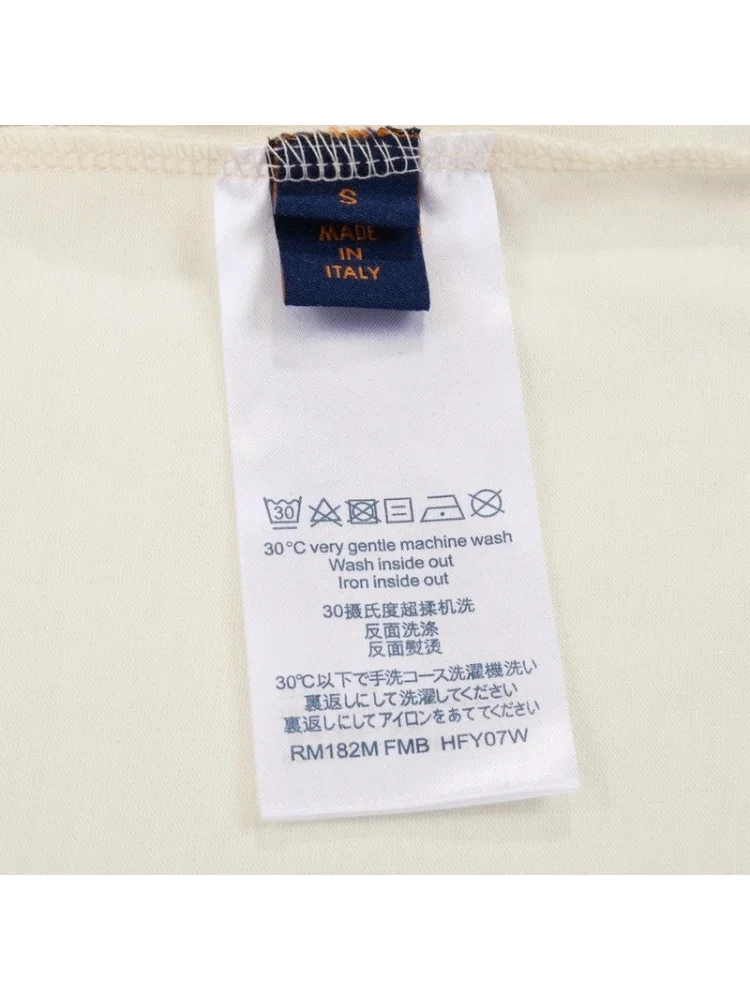 S
MADE
IN
ITALY
30
30°C very gentle machine wash
Wash inside out
Iron inside out
30摄氏度超揉机洗
反面洗涤
反面熨烫
30℃以下で手洗コース洗濯機洗い
裏返しにして洗濯してください
裏返しにしてアイロンをあててください
RM182M FMB HFY07W